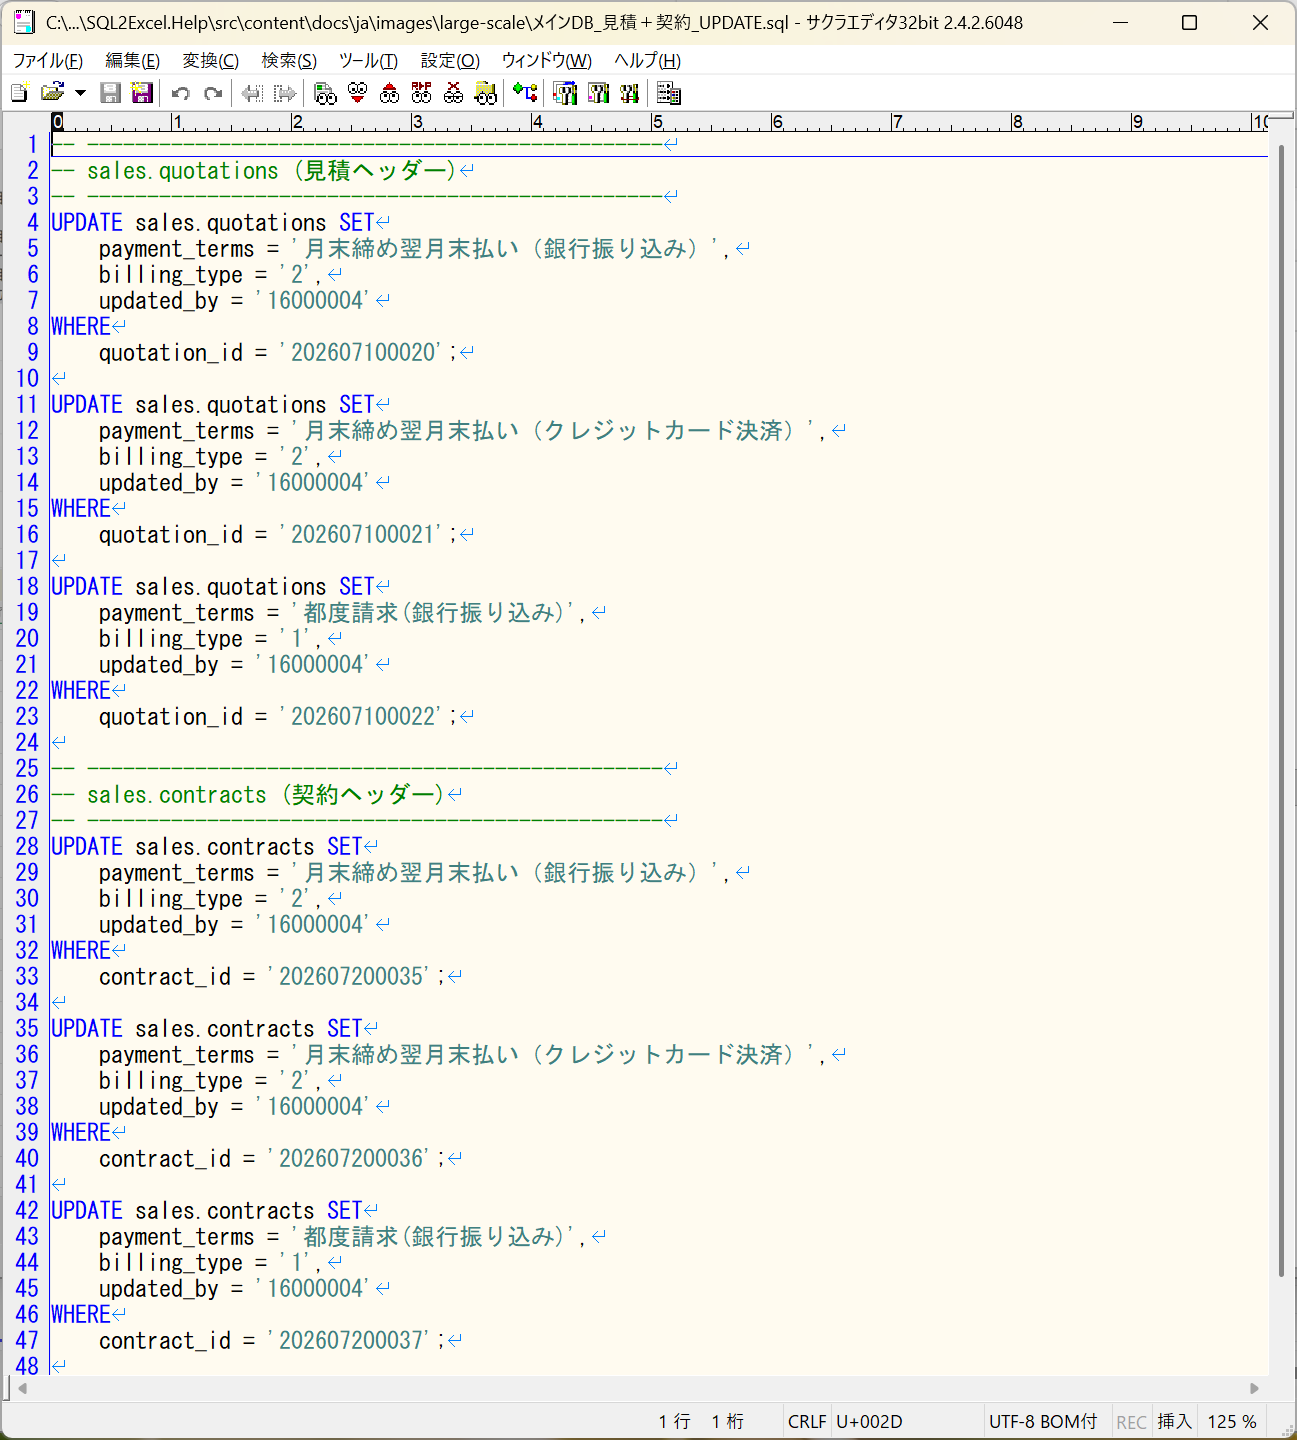 C:\...\SQL2Excel.Help\src\content\docs\ja\images\large-scale\メインDB_見積＋契約_UPDATE.sql - サクラエディタ32bit 2.4.2.6048
ファイル(F) 編集(E) 変換(C) 検索(S) ツール(T) 設定(O) ウィンドウ(W) ヘルプ(H)
0 1 2 3 4 5 6 7 8 9 10
1 -- ------------------------------------------------
2 -- sales.quotations (見積ヘッダー)
3 -- ------------------------------------------------
4 UPDATE sales.quotations SET
5     payment_terms = '月末締め翌月末払い（銀行振り込み）',
6     billing_type = '2',
7     updated_by = '16000004'
8 WHERE
9     quotation_id = '202607100020';
10
11 UPDATE sales.quotations SET
12     payment_terms = '月末締め翌月末払い（クレジットカード決済）',
13     billing_type = '2',
14     updated_by = '16000004'
15 WHERE
16     quotation_id = '202607100021';
17
18 UPDATE sales.quotations SET
19     payment_terms = '都度請求(銀行振り込み)',
20     billing_type = '1',
21     updated_by = '16000004'
22 WHERE
23     quotation_id = '202607100022';
24
25 -- ------------------------------------------------
26 -- sales.contracts (契約ヘッダー)
27 -- ------------------------------------------------
28 UPDATE sales.contracts SET
29     payment_terms = '月末締め翌月末払い（銀行振り込み）',
30     billing_type = '2',
31     updated_by = '16000004'
32 WHERE
33     contract_id = '202607200035';
34
35 UPDATE sales.contracts SET
36     payment_terms = '月末締め翌月末払い（クレジットカード決済）',
37     billing_type = '2',
38     updated_by = '16000004'
39 WHERE
40     contract_id = '202607200036';
41
42 UPDATE sales.contracts SET
43     payment_terms = '都度請求(銀行振り込み)',
44     billing_type = '1',
45     updated_by = '16000004'
46 WHERE
47     contract_id = '202607200037';
48
1 行 1 桁 CRLF U+002D UTF-8 BOM付 REC 挿入 125 %